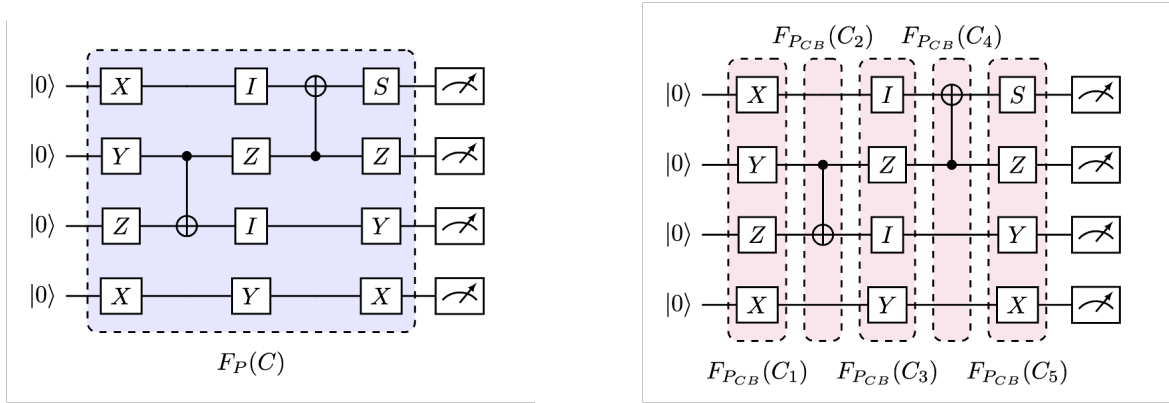 |0⟩ X I S
|0⟩ Y Z Z
|0⟩ Z I Y
|0⟩ X Y X
F_P(C)
F_{P_{CB}}(C_2) F_{P_{CB}}(C_4)
|0⟩ X I S
|0⟩ Y Z Z
|0⟩ Z I Y
|0⟩ X Y X
F_{P_{CB}}(C_1) F_{P_{CB}}(C_3) F_{P_{CB}}(C_5)